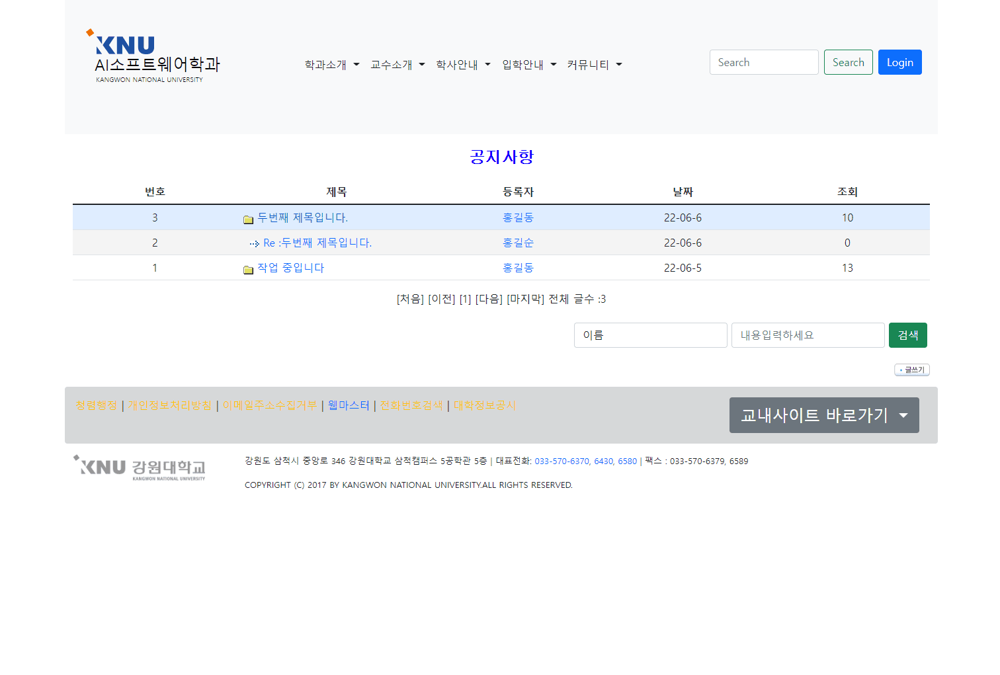 KNU
AI소프트웨어학과
KANGWON NATIONAL UNIVERSITY
학과소개 교수소개 학사안내 입학안내 커뮤니티
Search Search Login
공지사항
번호 제목 등록자 날짜 조회
3 두번째 제목입니다. 홍길동 22-06-6 10
2 Re :두번째 제목입니다. 홍길순 22-06-6 0
1 작업 중입니다 홍길동 22-06-5 13
[처음] [이전] [1] [다음] [마지막] 전체 글수 :3
이름 내용입력하세요 검색
글쓰기
청렴행정 | 개인정보처리방침 | 이메일주소수집거부 | 웹마스터 | 전화번호검색 | 대학정보공시
교내사이트 바로가기
KNU 강원대학교
KANGWON NATIONAL UNIVERSITY
강원도 삼척시 중앙로 346 강원대학교 삼척캠퍼스 5공학관 5층 | 대표전화: 033-570-6370, 6430, 6580 | 팩스 : 033-570-6379, 6589
COPYRIGHT (C) 2017 BY KANGWON NATIONAL UNIVERSITY.ALL RIGHTS RESERVED.